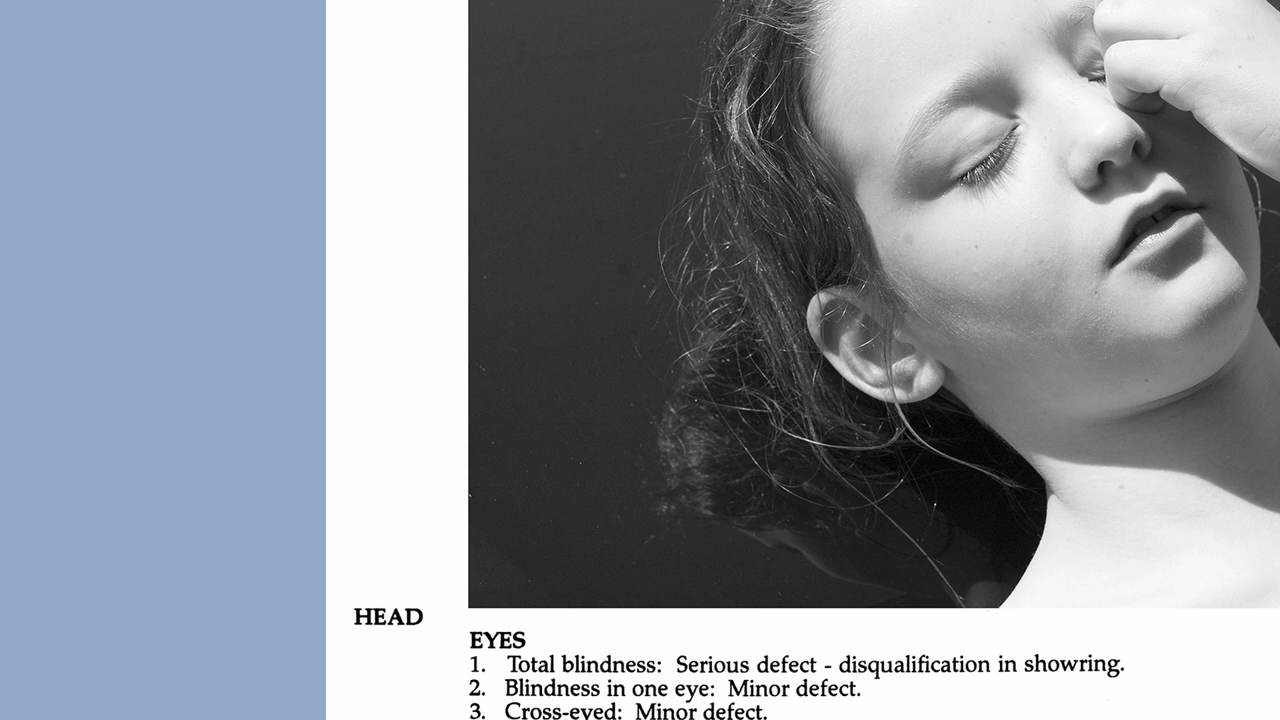 HEAD
EYES
1. Total blindness: Serious defect - disqualification in showring.
2. Blindness in one eye: Minor defect.
3. Cross-eyed: Minor defect.